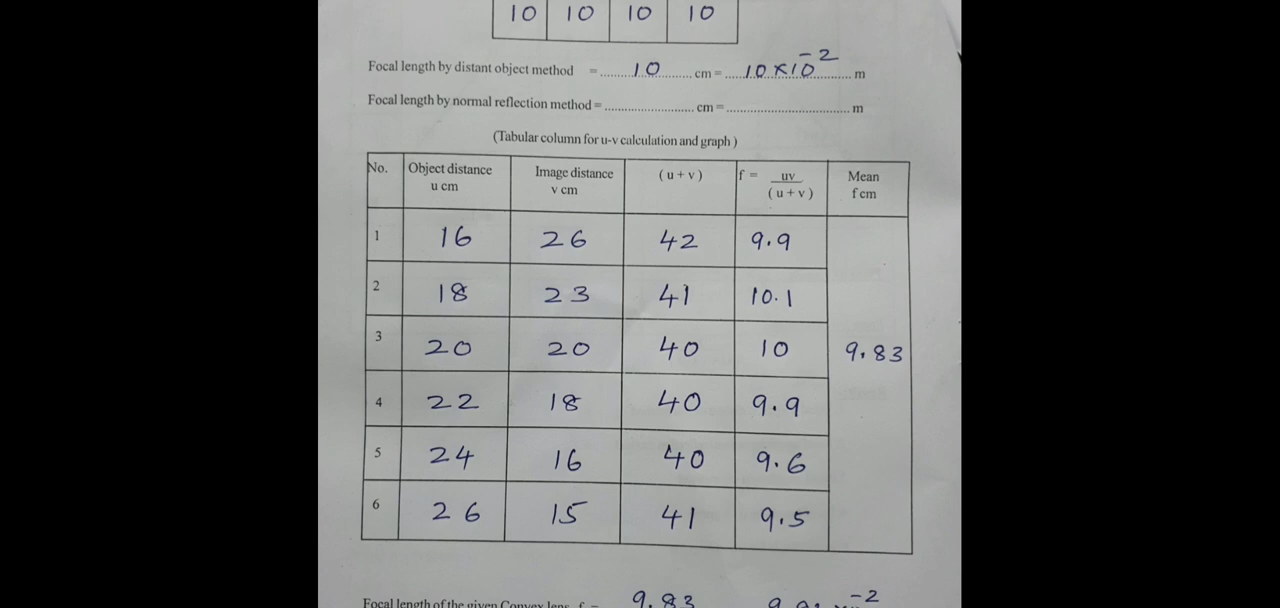 10 10 10 10
Focal length by distant object method = 10 cm = 10 × 10⁻² m
Focal length by normal reflection method = ........................... cm = ................................... m
(Tabular column for u-v calculation and graph )
No. Object distance u cm Image distance v cm ( u + v ) f = uv / ( u + v ) Mean f cm
1 16 26 42 9.9
2 18 23 41 10.1
3 20 20 40 10 9.83
4 22 18 40 9.9
5 24 16 40 9.6
6 26 15 41 9.5
Focal length of the given Convex lens, f = 9.83